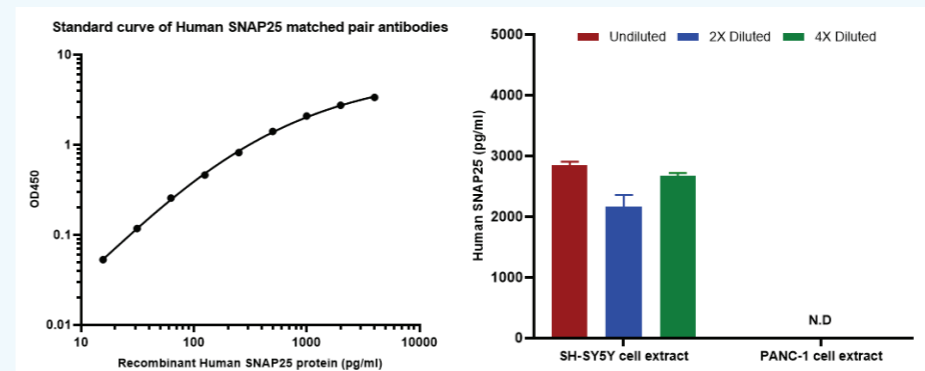 Standard curve of Human SNAP25 matched pair antibodies
10
1
0.1
0.01
OD450
10
100
1000
10000
Recombinant Human SNAP25 protein (pg/ml)
Undiluted
2X Diluted
4X Diluted
5000
4000
3000
2000
1000
0
Human SNAP25 (pg/ml)
N.D
SH-SY5Y cell extract
PANC-1 cell extract